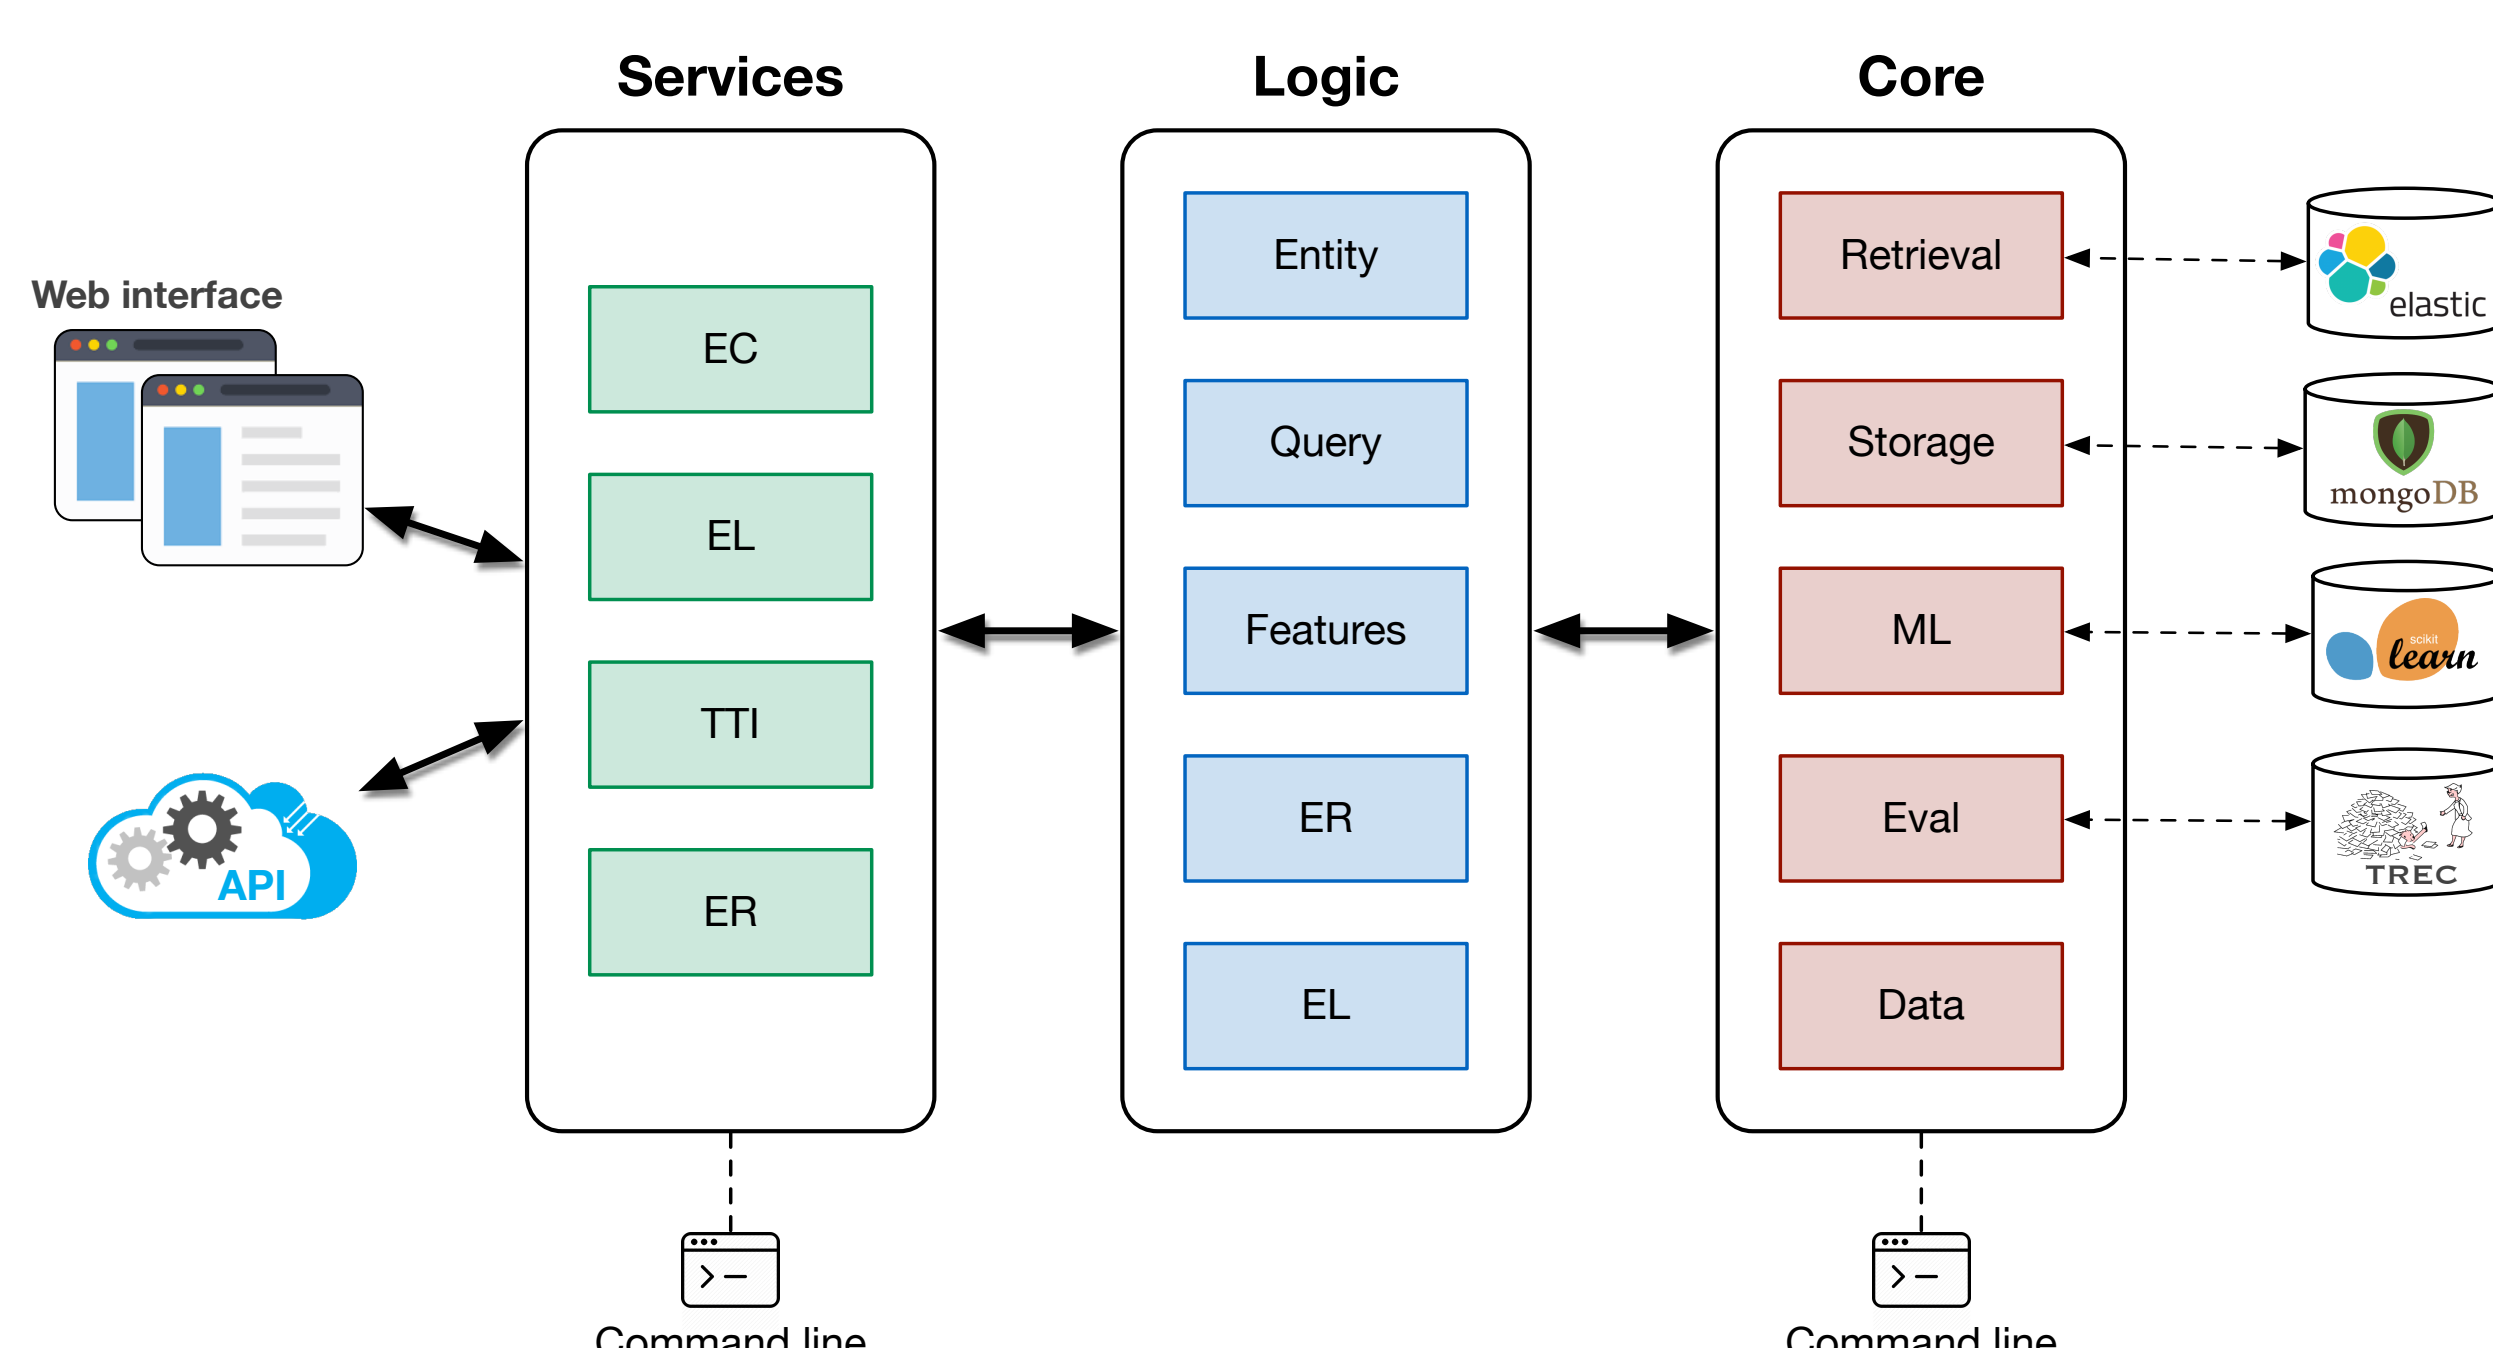 Services
Logic
Core
Web interface
API
EC
EL
TTI
ER
Entity
Query
Features
ER
EL
Retrieval
Storage
ML
Eval
Data
elastic
mongoDB
scikit
learn
TREC
Command line
Command line